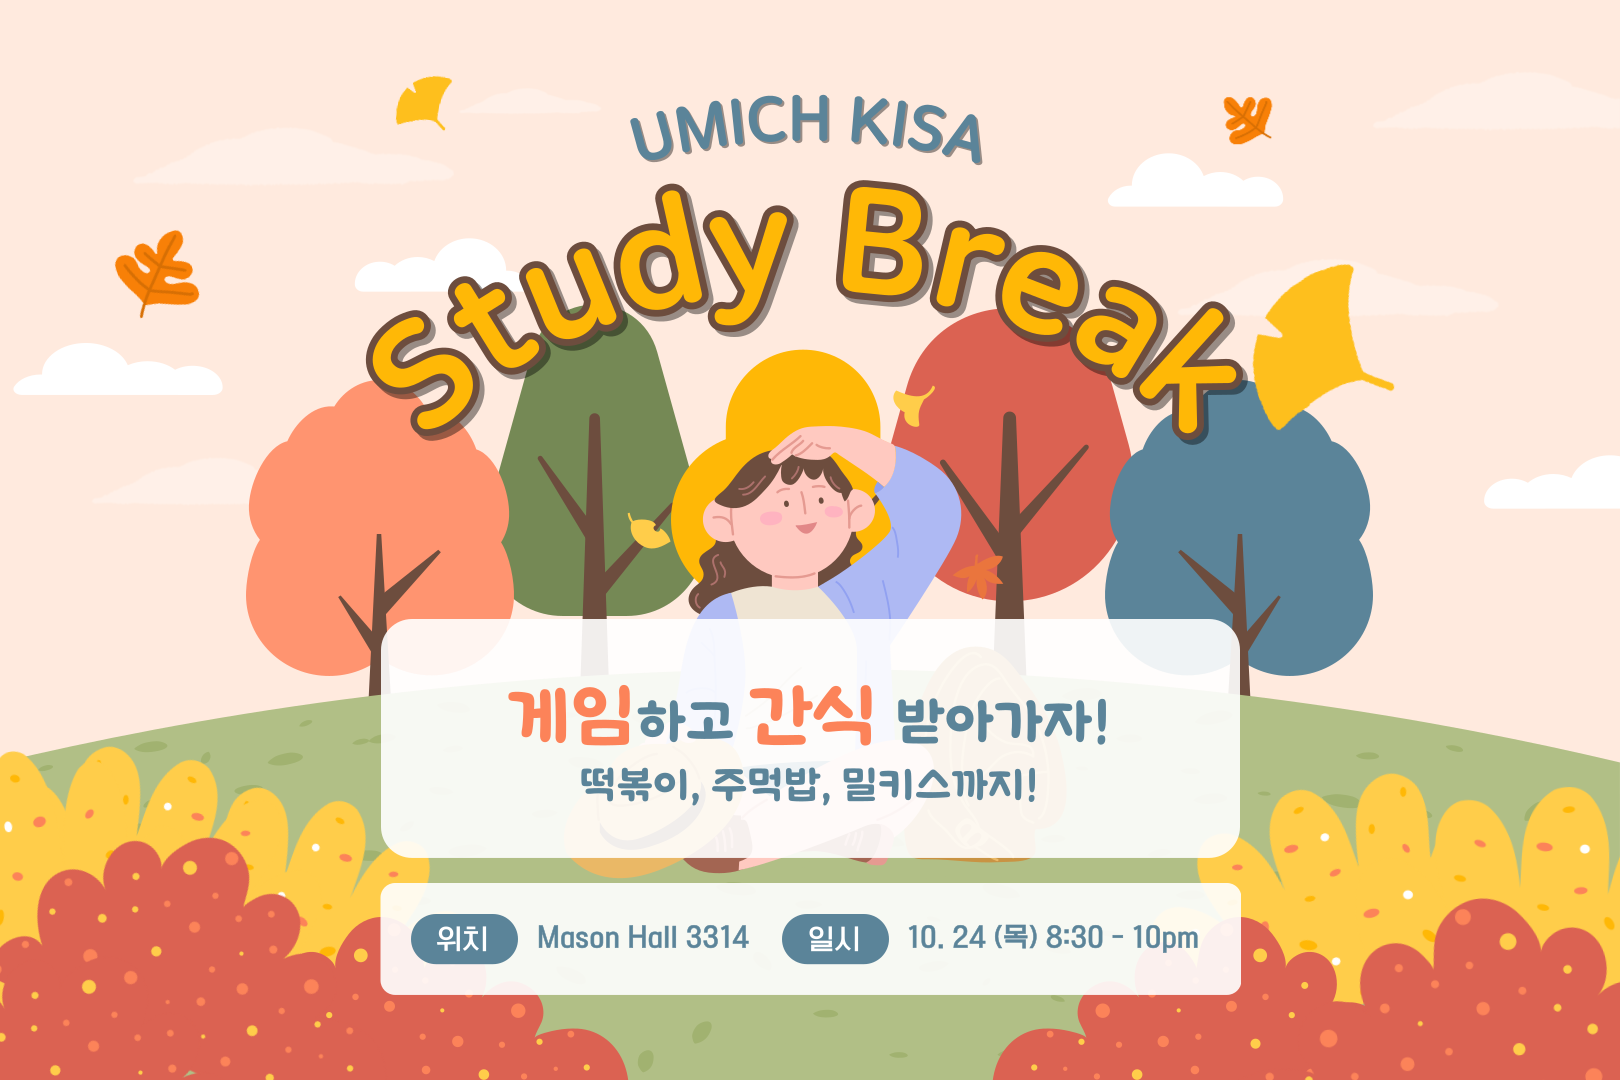 UMICH KISA
Study Break
게임하고 간식 받아가자!
떡볶이, 주먹밥, 밀키스까지!
위치 Mason Hall 3314 일시 10. 24 (목) 8:30 - 10pm